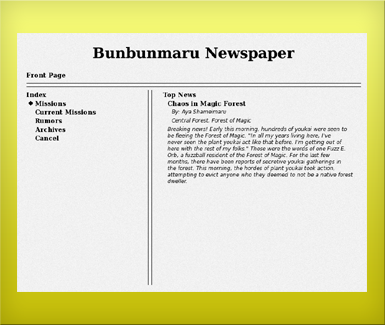 Bunbunmaru Newspaper
Front Page
Index
Missions
Current Missions
Rumors
Archives
Cancel
Top News
Chaos in Magic Forest
By: Aya Shameimaru
Central Forest, Forest of Magic
Breaking news! Early this morning, hundreds of youkai were seen to
be fleeing the Forest of Magic. "In all my years living here, I've
never seen the plant youkai act like that before. I'm getting out of
here with the rest of my folks." Those were the words of one Fuzz E.
Orb, a fuzzball resident of the Forest of Magic. For the last few
months, there have been reports of secretive youkai gatherings in
the forest. This morning, the hordes of plant youkai took action,
attempting to evict anyone who they deemed to not be a native forest
dweller.